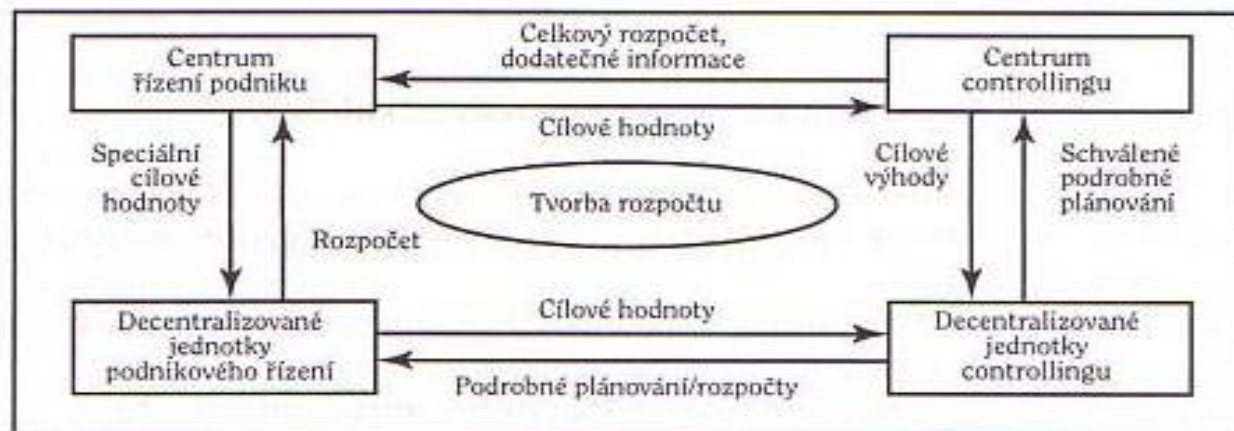 Centrum
řízení podniku
Celkový rozpočet,
dodatečné informace
Centrum
controllingu
Cílové hodnoty
Speciální
cílové
hodnoty
Rozpočet
Tvorba rozpočtu
Cílové
výhody
Schválené
podrobné
plánování
Decentralizované
jednotky
podnikového řízení
Cílové hodnoty
Podrobné plánování/rozpočty
Decentralizované
jednotky
controllingu